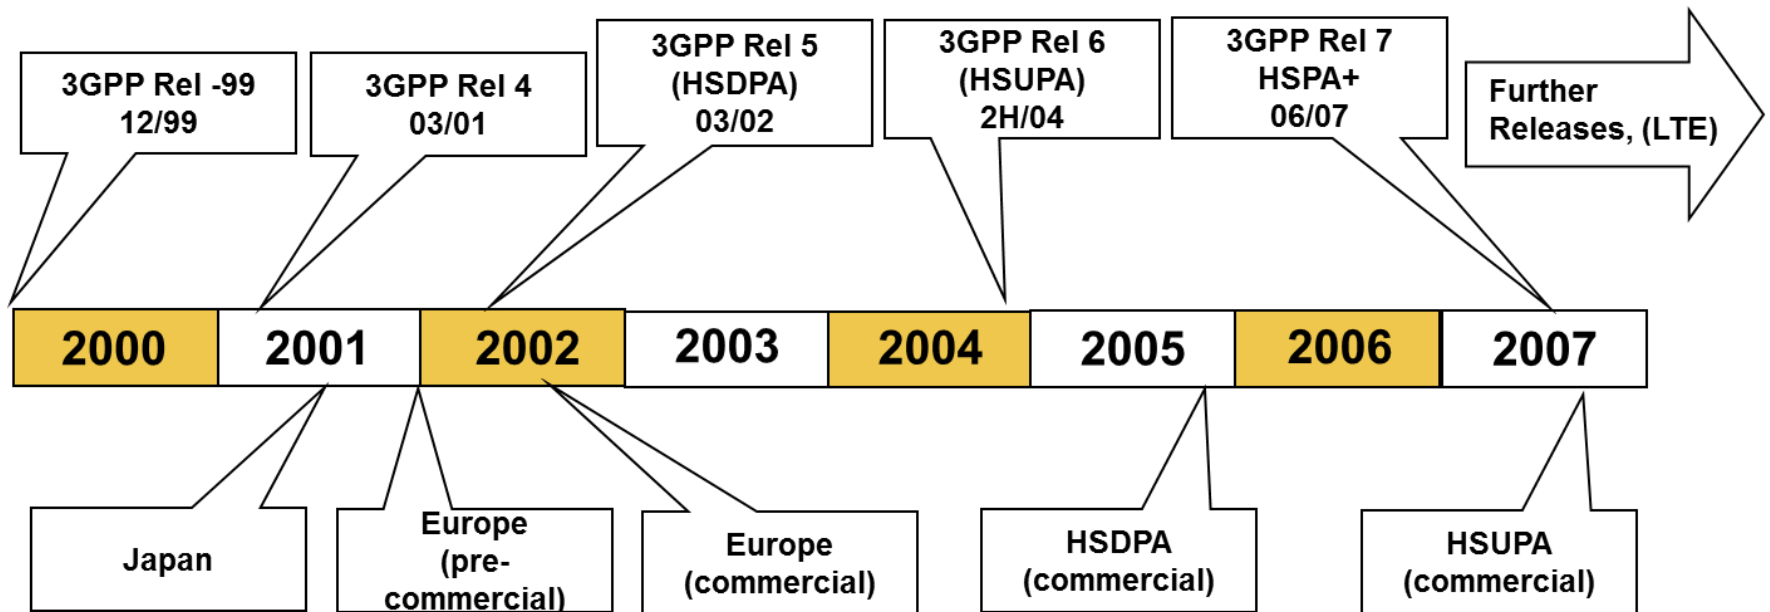 3GPP Rel -99
12/99
3GPP Rel 4
03/01
3GPP Rel 5
(HSDPA)
03/02
3GPP Rel 6
(HSUPA)
2H/04
3GPP Rel 7
HSPA+
06/07
Further
Releases, (LTE)
2000
2001
2002
2003
2004
2005
2006
2007
Japan
Europe
(pre-
commercial)
Europe
(commercial)
HSDPA
(commercial)
HSUPA
(commercial)